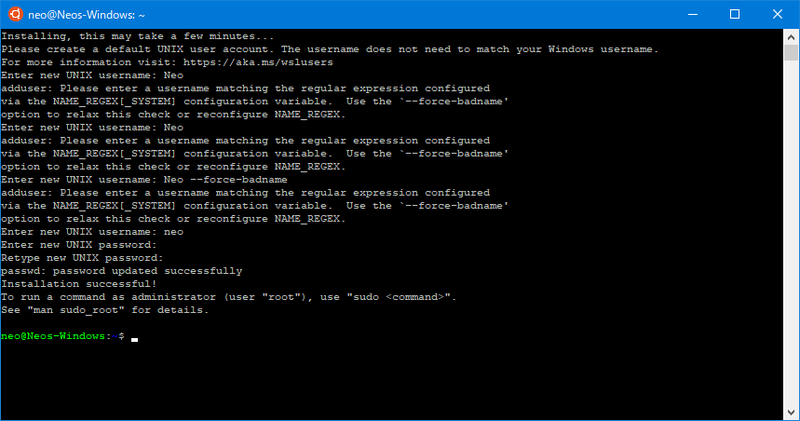 neo@Neos-Windows: ~
Installing, this may take a few minutes...
Please create a default UNIX user account. The username does not need to match your Windows username.
For more information visit: https://aka.ms/wslusers
Enter new UNIX username: Neo
adduser: Please enter a username matching the regular expression configured
via the NAME_REGEX[_SYSTEM] configuration variable.  Use the `--force-badname'
option to relax this check or reconfigure NAME_REGEX.
Enter new UNIX username: Neo
adduser: Please enter a username matching the regular expression configured
via the NAME_REGEX[_SYSTEM] configuration variable.  Use the `--force-badname'
option to relax this check or reconfigure NAME_REGEX.
Enter new UNIX username: Neo --force-badname
adduser: Please enter a username matching the regular expression configured
via the NAME_REGEX[_SYSTEM] configuration variable.  Use the `--force-badname'
option to relax this check or reconfigure NAME_REGEX.
Enter new UNIX username: neo
Enter new UNIX password:
Retype new UNIX password:
passwd: password updated successfully
Installation successful!
To run a command as administrator (user "root"), use "sudo <command>".
See "man sudo_root" for details.
neo@Neos-Windows:~$